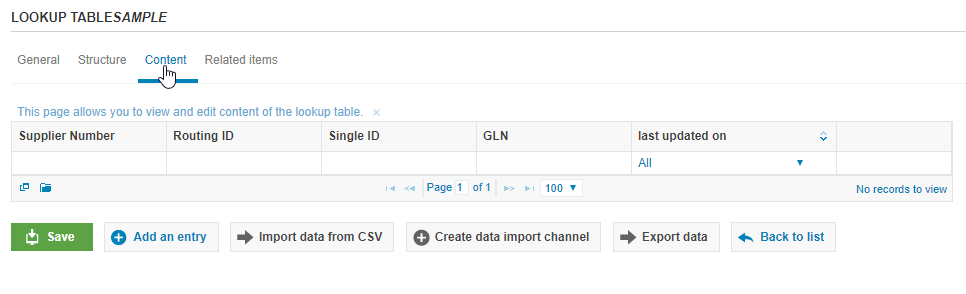 LOOKUP TABLESAMPLE
General Structure Content Related items
This page allows you to view and edit content of the lookup table. ×
Supplier Number Routing ID Single ID GLN last updated on
All
Page 1 of 1 100 No records to view
Save Add an entry Import data from CSV Create data import channel Export data Back to list